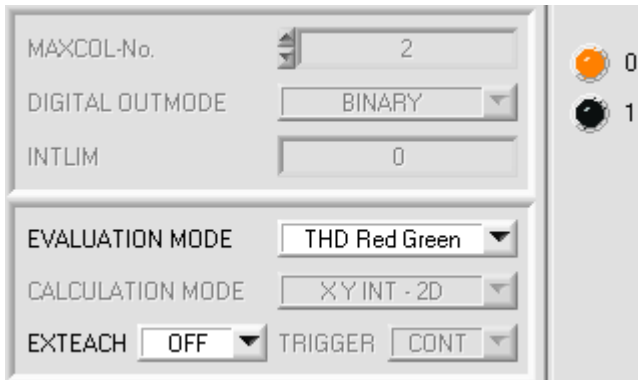 MAXCOL-No. 2
DIGITAL OUTMODE BINARY
INTLIM 0
EVALUATION MODE THD Red Green
CALCULATION MODE X Y INT - 2D
EXTEACH OFF TRIGGER CONT
0
1